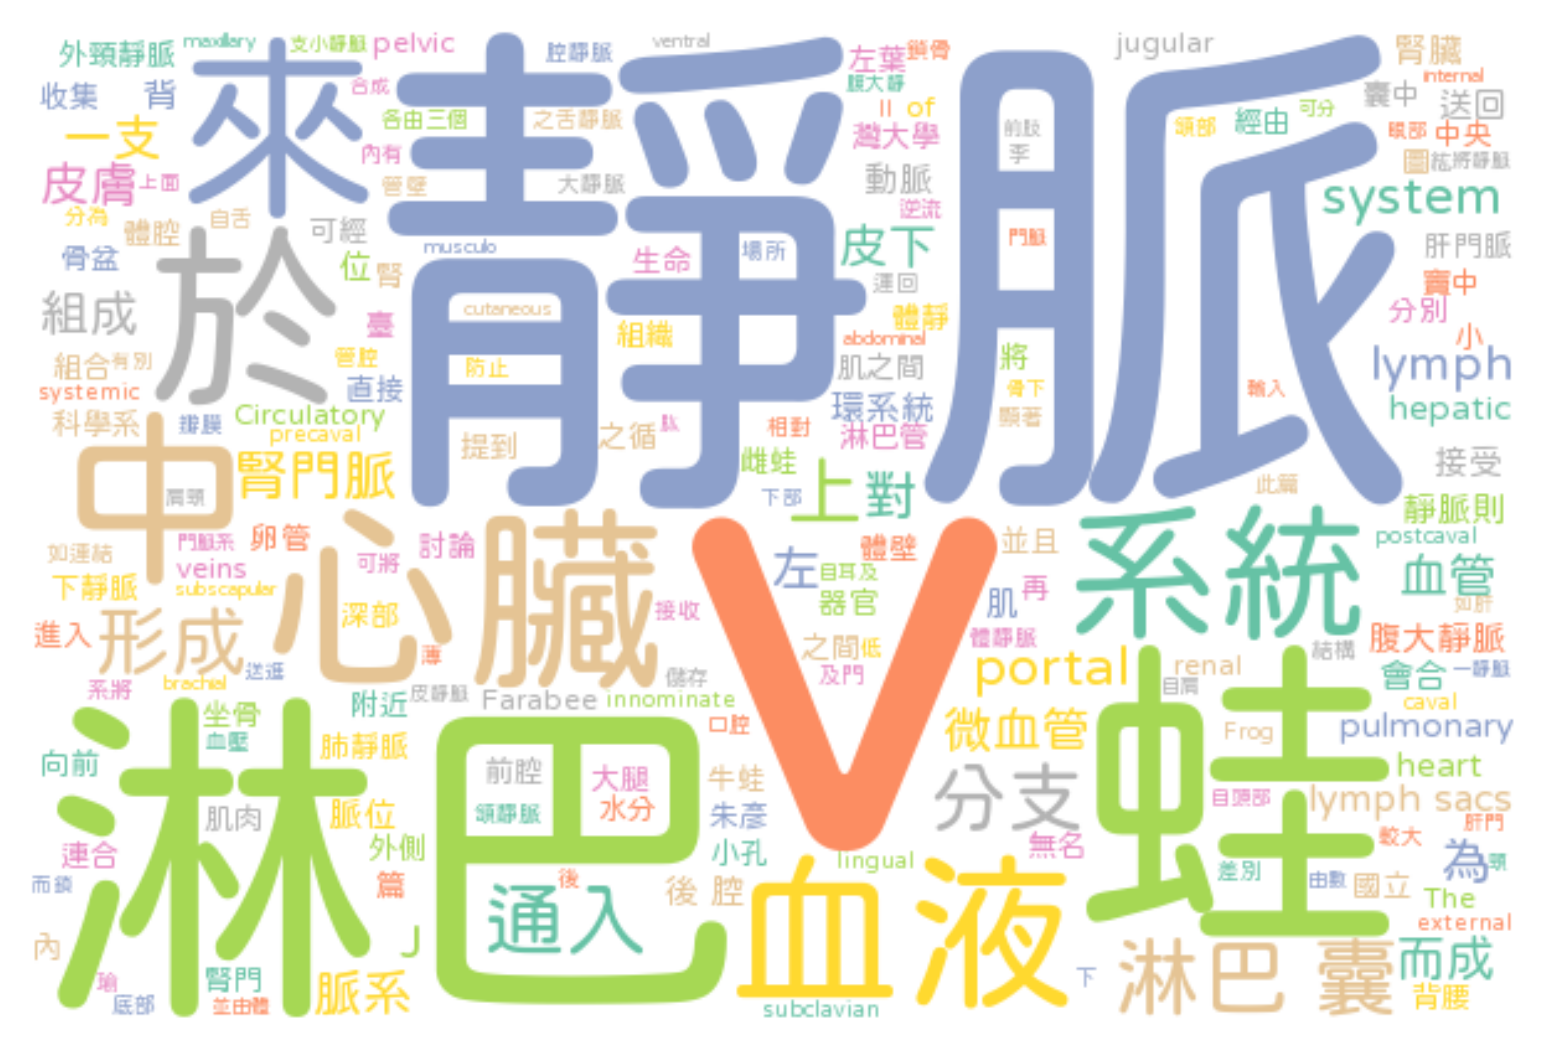 外頸靜脈
maxillary
支小靜脈
pelvic
腔靜脈
ventral
左葉
鎖骨
jugular
腎臟
internal
收集
背
來
合成
靜脈
腹大靜
II
of
囊中
送回
一支
各由三個
之舌靜脈
灣大學
前肢
季
頜部
經由
可分
眼部
中央
皮膚
上面
內有
管壁
大靜脈
動脈
圖
system
分為
自舌
可經
逆流
體腔
骨盆
於
位
腎
musculo
生命
場所
皮下
門脈
肝門脈
運回
竇中
組成
臺
cutaneous
組織
體靜
分別
abdominal
小
組合
有別
管腔
防止
肌之間
將
lymph
systemic
直接
骨下
輸入
科學系
瓣膜
Circulatory
環系統
顯著
hepatic
precaval
提到
之循
相對
淋巴管
中
腎門脈
雌蛙
接受
肩頸
下部
上
對
此篇
靜脈則
如運結
門脈系
卵管
心臟
討論
V
體壁
並且
系統
postcaval
veins
可將
左
目耳及
血管
下靜脈
subscapular
深部
接收
器官
肌
再
如肝
進入
形成
薄
之間
低
體靜脈
腹大靜脈
送進
儲存
及門
portal
renal
結構
系將
brachial
會合
一靜脈
附近
皮靜脈
Farabee
innominate
自肩
caval
坐骨
血壓
肺靜脈
口腔
微血管
蛙
Frog
pulmonary
向前
淋巴
前腔
大腿
牛蛙
heart
頜靜脈
水分
分支
目頭部
lymph sacs
肌肉
脈位
朱彥
肝門
連合
外側
小孔
lingual
無名
較大
而鎖
篇
後
後
腔
差別
為
頸
通入
血液
由數
國立
The
內
J
external
瑜
腎門
脈系
下
淋巴
囊
而成
底部
並由體
subclavian
背腰